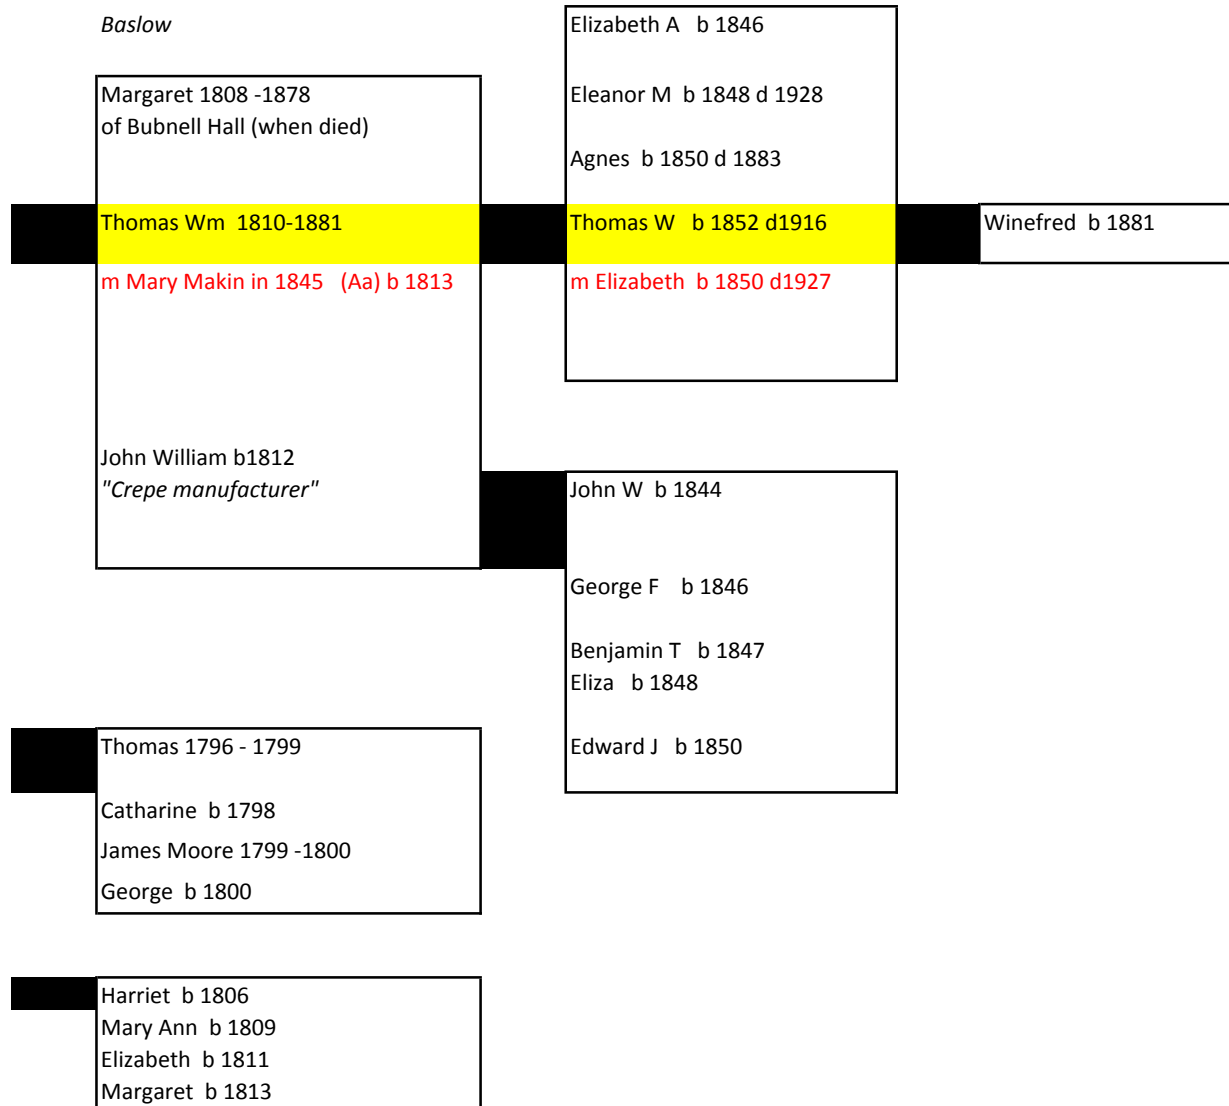 Baslow
Margaret 1808 -1878
of Bubnell Hall (when died)
Thomas Wm 1810-1881
m Mary Makin in 1845 (Aa) b 1813
John William b1812
"Crepe manufacturer"
Elizabeth A b 1846
Eleanor M b 1848 d 1928
Agnes b 1850 d 1883
Thomas W b 1852 d1916
m Elizabeth b 1850 d1927
Winefred b 1881
John W b 1844
George F b 1846
Benjamin T b 1847
Eliza b 1848
Edward J b 1850
Thomas 1796 - 1799
Catharine b 1798
James Moore 1799 -1800
George b 1800
Harriet b 1806
Mary Ann b 1809
Elizabeth b 1811
Margaret b 1813